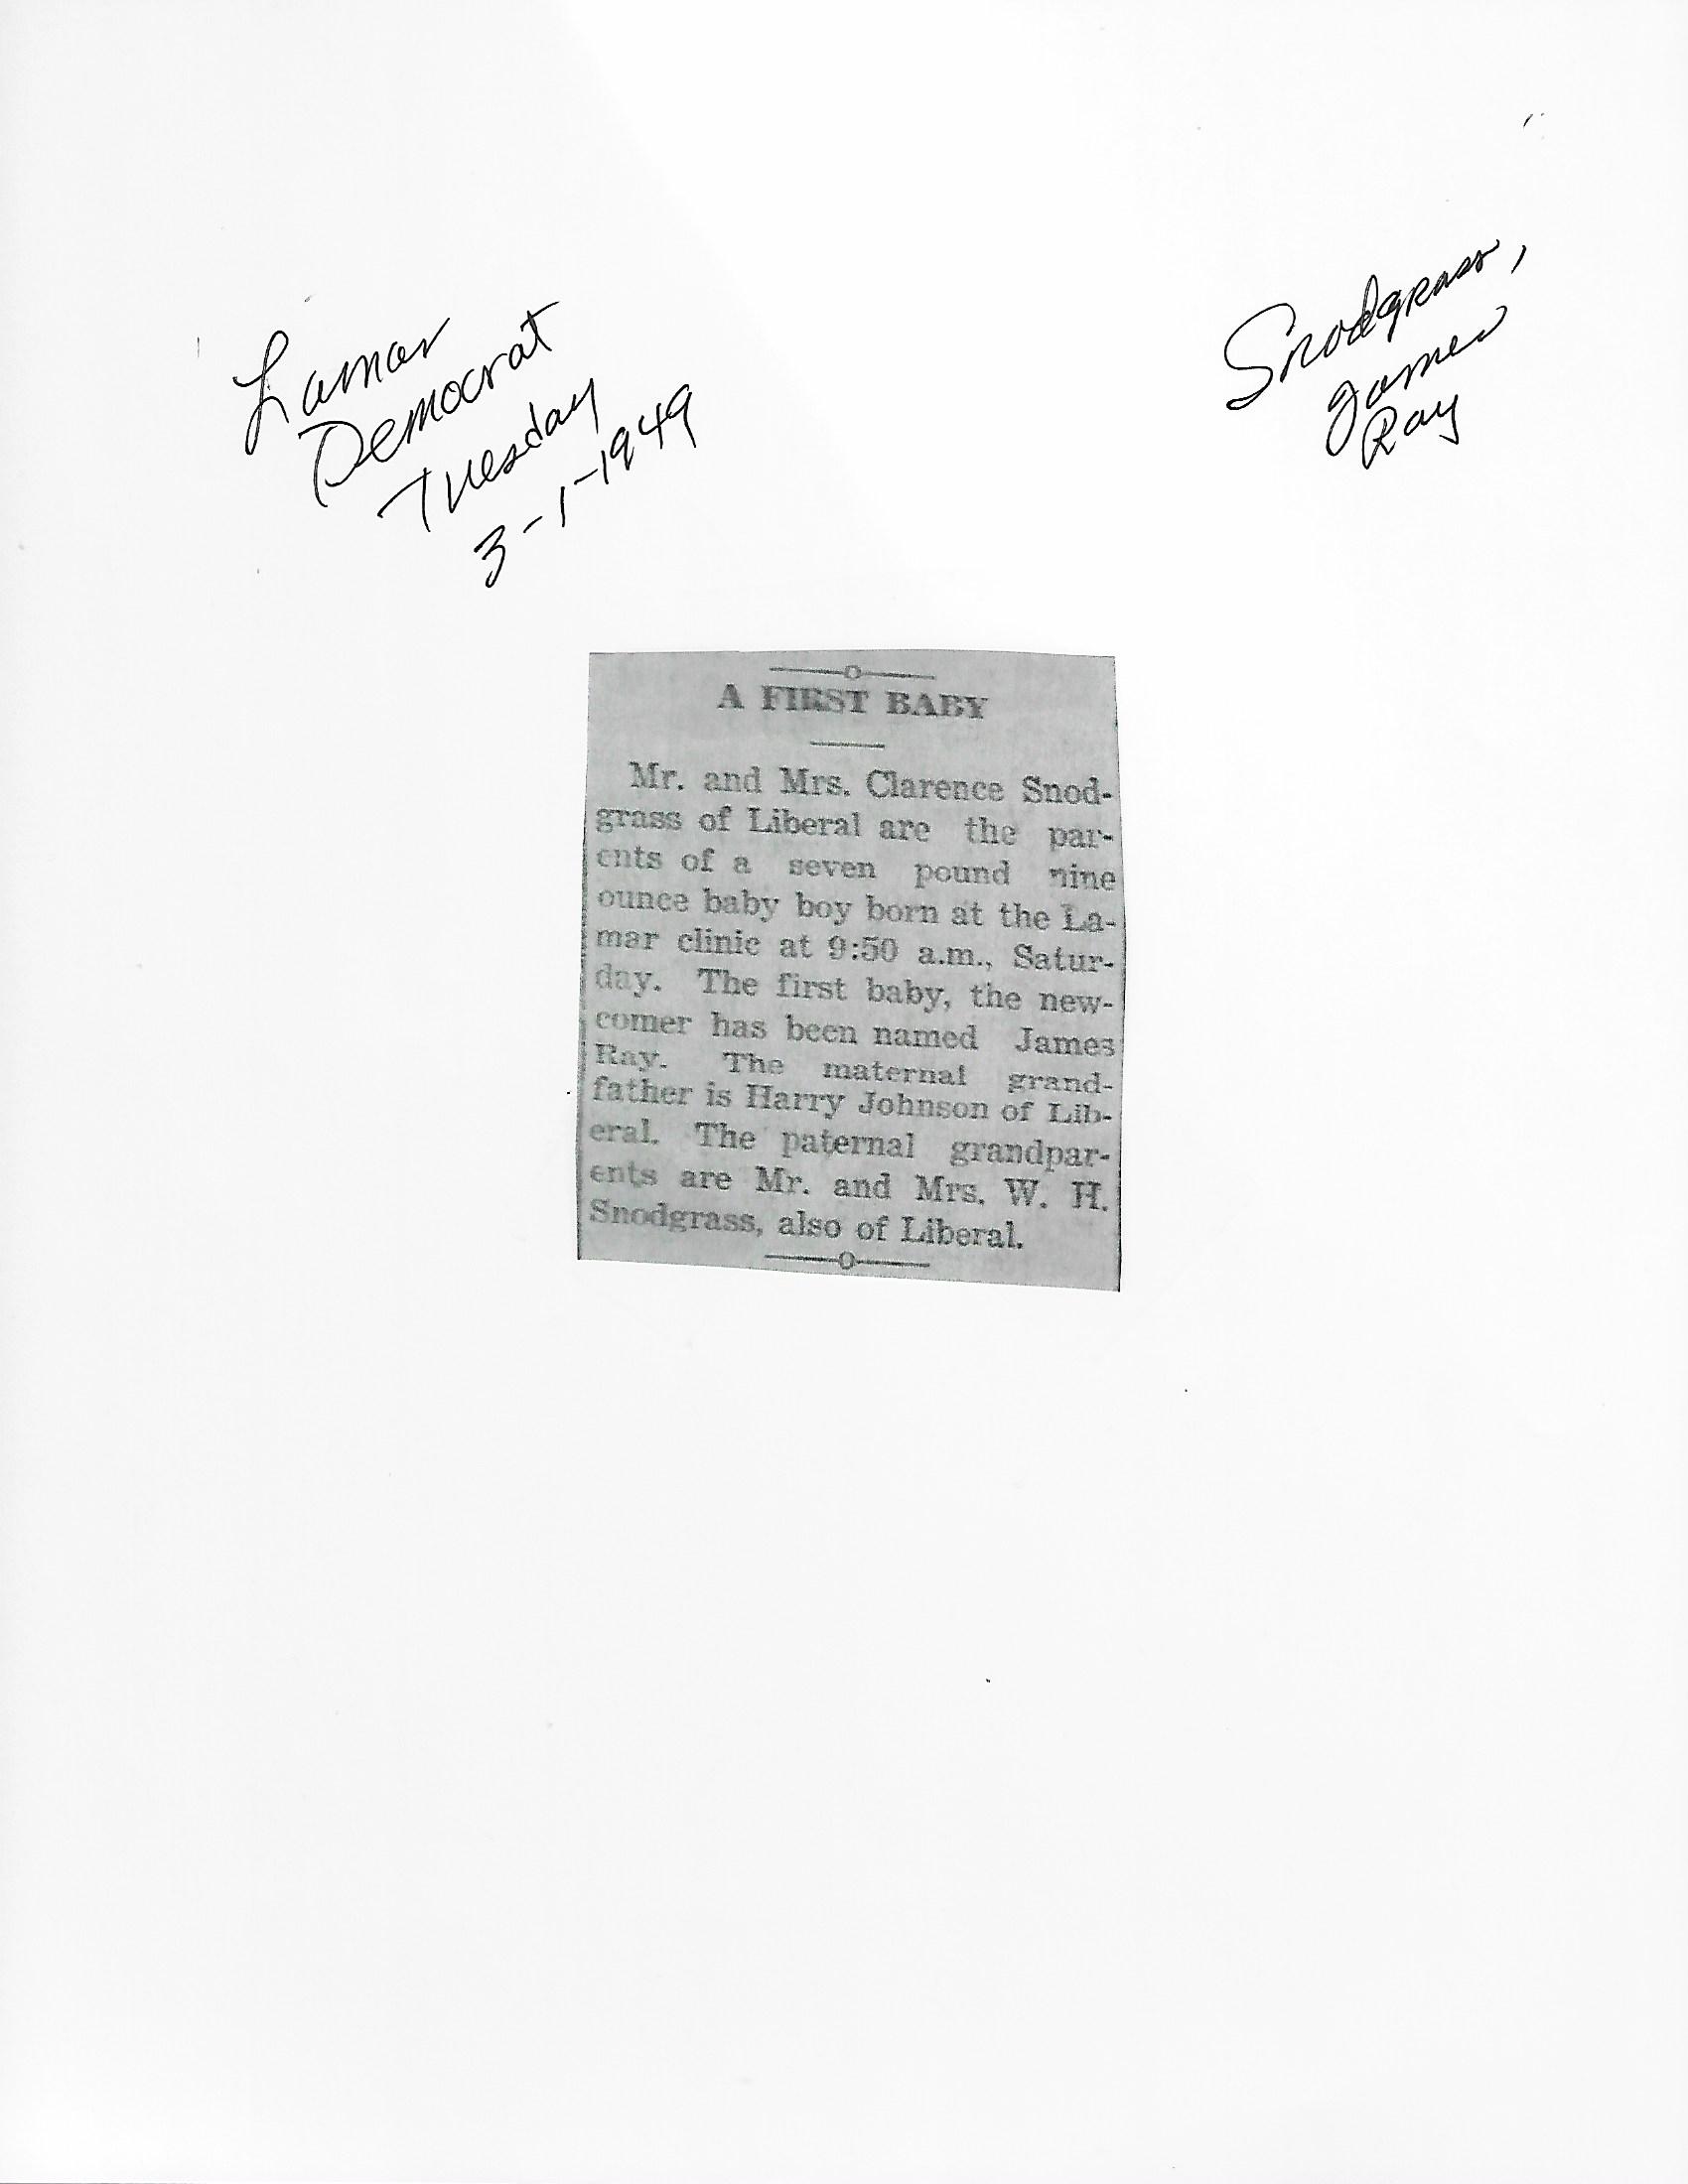 Lamar
Democrat
Tuesday
3-1-1949
Snodgrass,
James
Ray
A FIRST BABY
Mr. and Mrs. Clarence Snod-
grass of Liberal are the par-
ents of a seven pound nine
ounce baby boy born at the La-
mar clinic at 9:50 a.m., Satur-
day. The first baby, the new-
comer has been named James
Ray. The maternal grand-
father is Harry Johnson of Lib-
eral. The paternal grandpar-
ents are Mr. and Mrs. W. H.
Snodgrass, also of Liberal.